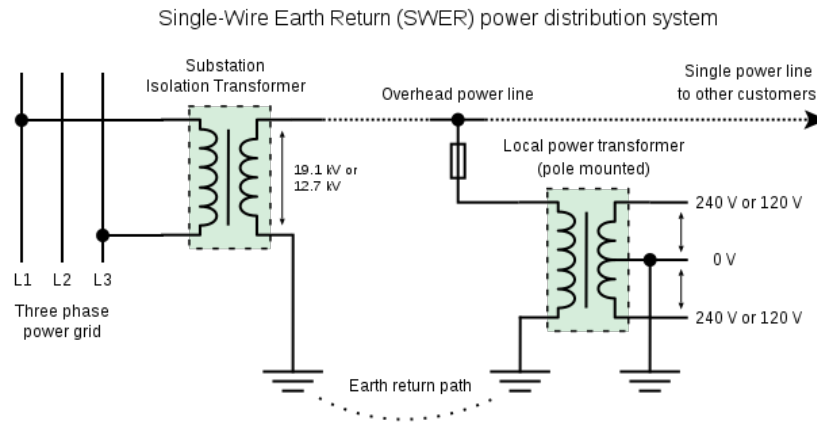 Single-Wire Earth Return (SWER) power distribution system
Substation
Isolation Transformer
Overhead power line
Single power line
to other customers
19.1 kV or
12.7 kV
Local power transformer
(pole mounted)
240 V or 120 V
0 V
240 V or 120 V
L1 L2 L3
Three phase
power grid
Earth return path